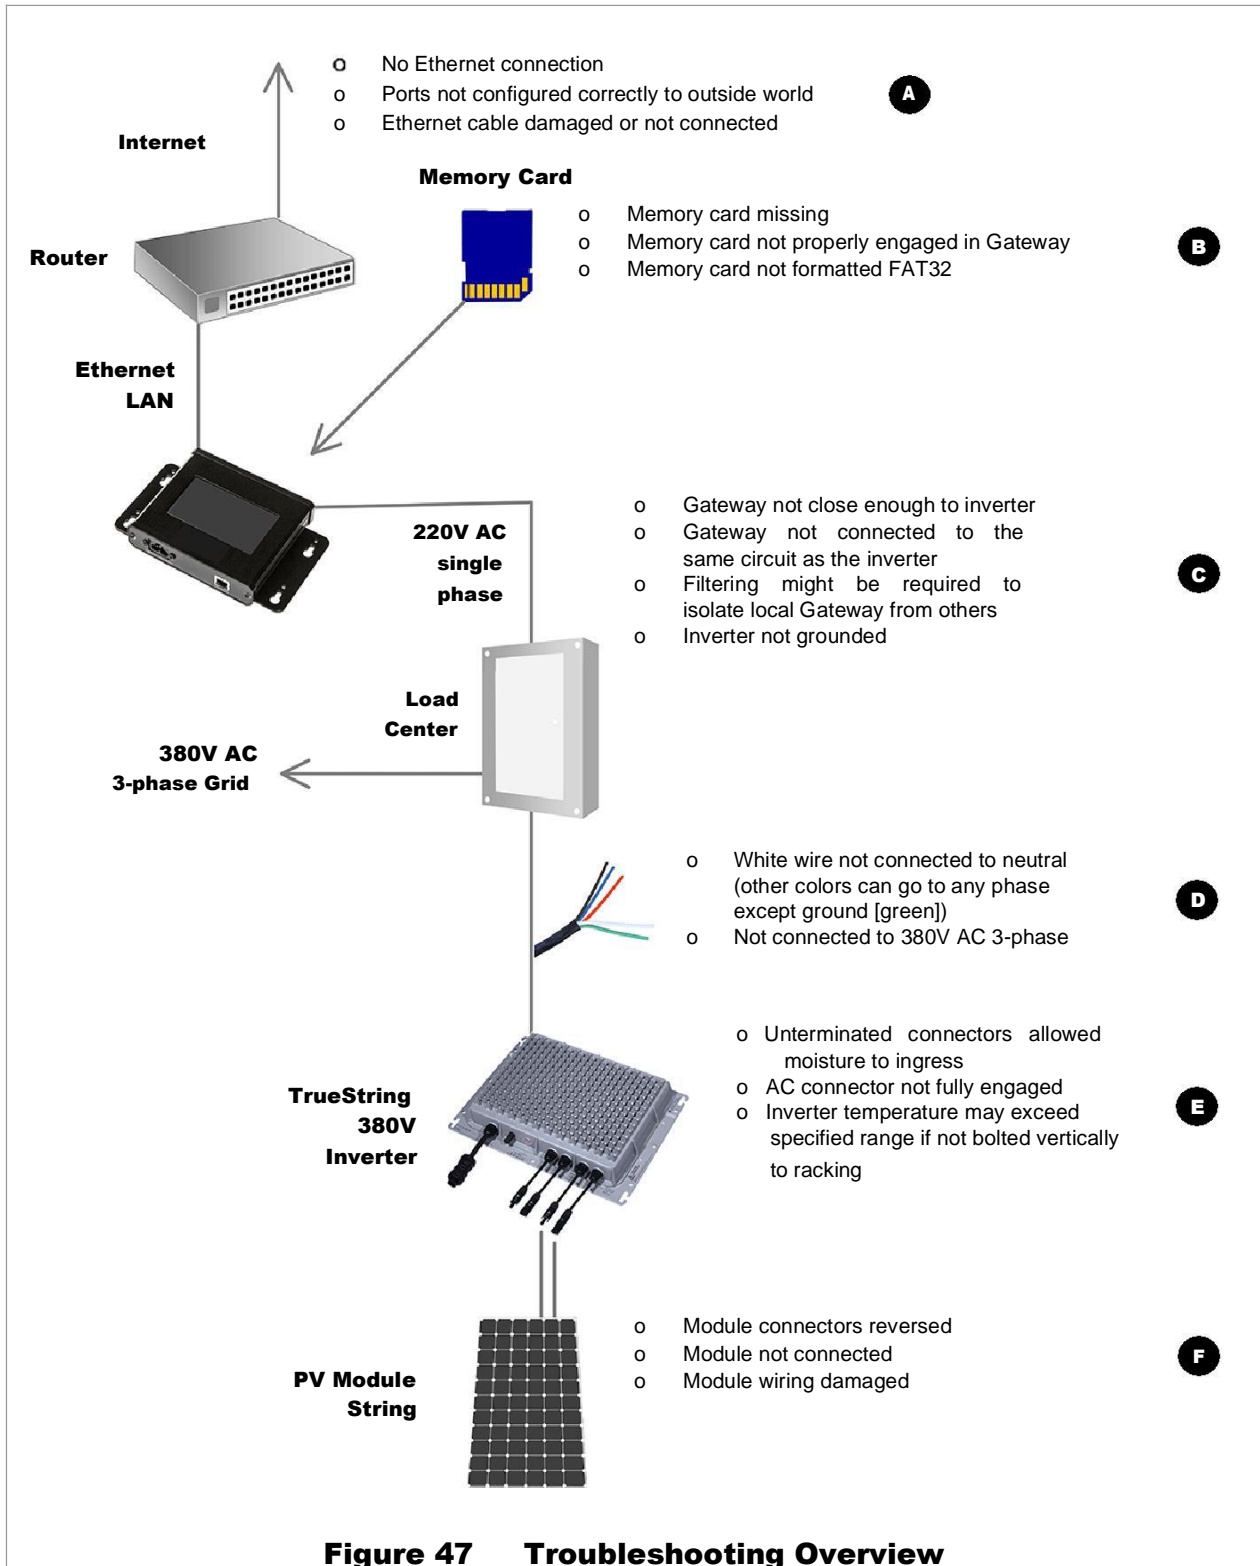 o No Ethernet connection
o Ports not configured correctly to outside world
o Ethernet cable damaged or not connected
A
Internet
Memory Card
o Memory card missing
o Memory card not properly engaged in Gateway
o Memory card not formatted FAT32
B
Router
Ethernet
LAN
220V AC
single
phase
o Gateway not close enough to inverter
o Gateway not connected to the
same circuit as the inverter
o Filtering might be required to
isolate local Gateway from others
o Inverter not grounded
C
Load
Center
380V AC
3-phase Grid
o White wire not connected to neutral
(other colors can go to any phase
except ground [green])
o Not connected to 380V AC 3-phase
D
TrueString
380V
Inverter
o Unterminated connectors allowed
moisture to ingress
o AC connector not fully engaged
o Inverter temperature may exceed
specified range if not bolted vertically
to racking
E
PV Module
String
o Module connectors reversed
o Module not connected
o Module wiring damaged
F
Figure 47 Troubleshooting Overview